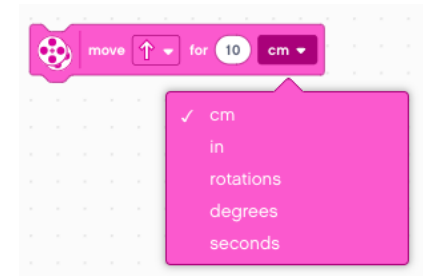 move for 10 cm
cm
in
rotations
degrees
seconds